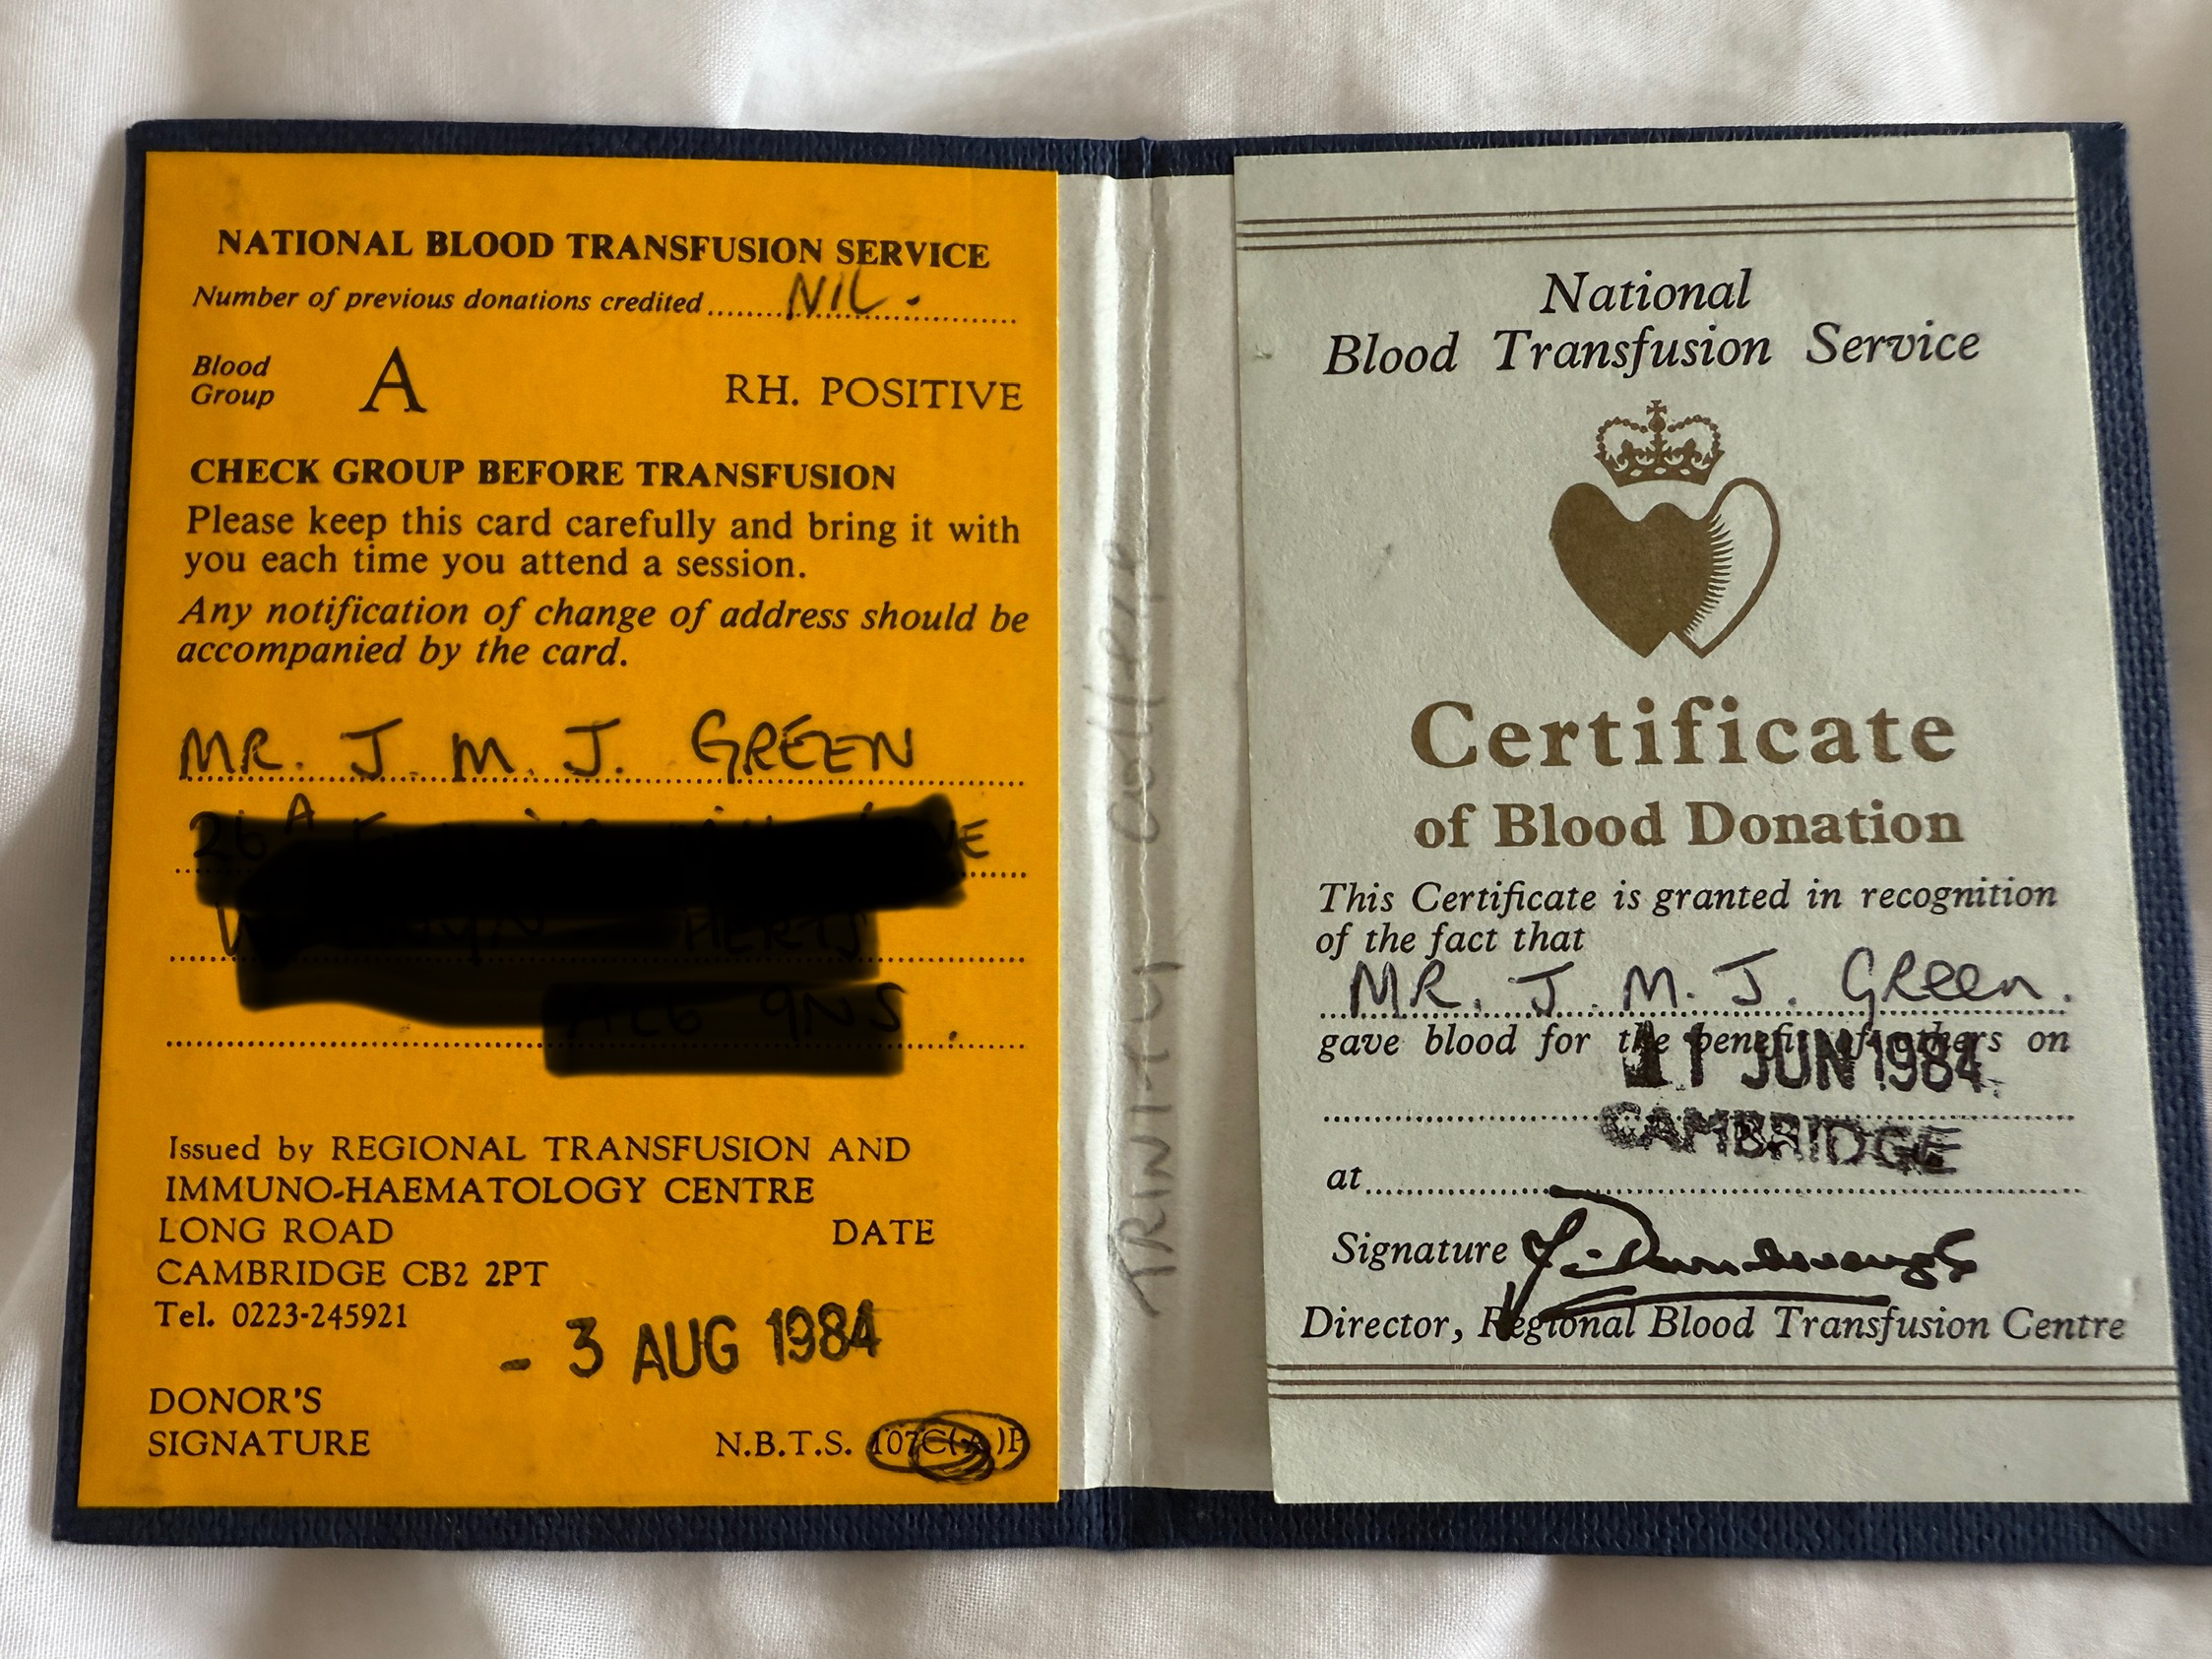 NATIONAL BLOOD TRANSFUSION SERVICE
Number of previous donations credited NIL.
Blood Group A RH. POSITIVE
CHECK GROUP BEFORE TRANSFUSION
Please keep this card carefully and bring it with
you each time you attend a session.
Any notification of change of address should be
accompanied by the card.
MR. J. M. J. GREEN
Issued by REGIONAL TRANSFUSION AND
IMMUNO-HAEMATOLOGY CENTRE
LONG ROAD DATE
CAMBRIDGE CB2 2PT
Tel. 0223-245921
- 3 AUG 1984
DONOR'S
SIGNATURE N.B.T.S.
TRINITY COLLEGE
National
Blood Transfusion Service
Certificate
of Blood Donation
This Certificate is granted in recognition
of the fact that
MR. J. M. J. Green.
gave blood for the benefit of others on
JUN 1984
CAMBRIDGE
at
Signature
Director, Regional Blood Transfusion Centre